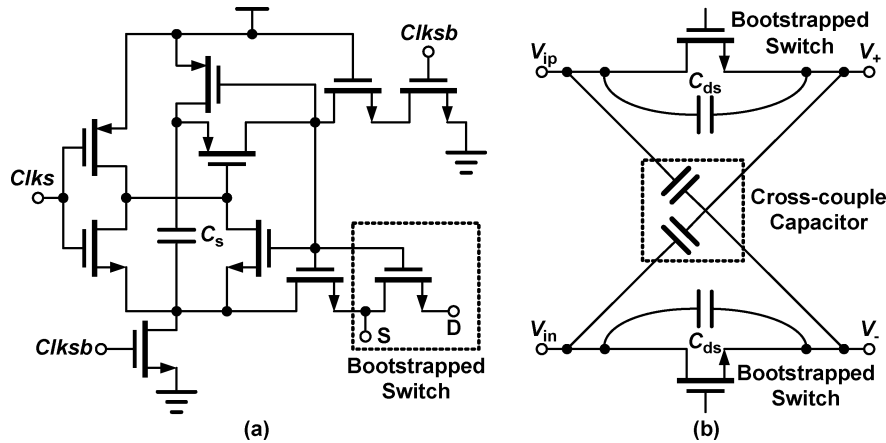 Clksb
Clks
Cs
Clksb
S
D
Bootstrapped
Switch
(a)
Bootstrapped
Switch
Vip
V+
Cds
Cross-couple
Capacitor
Vin
V-
Cds
Bootstrapped
Switch
(b)